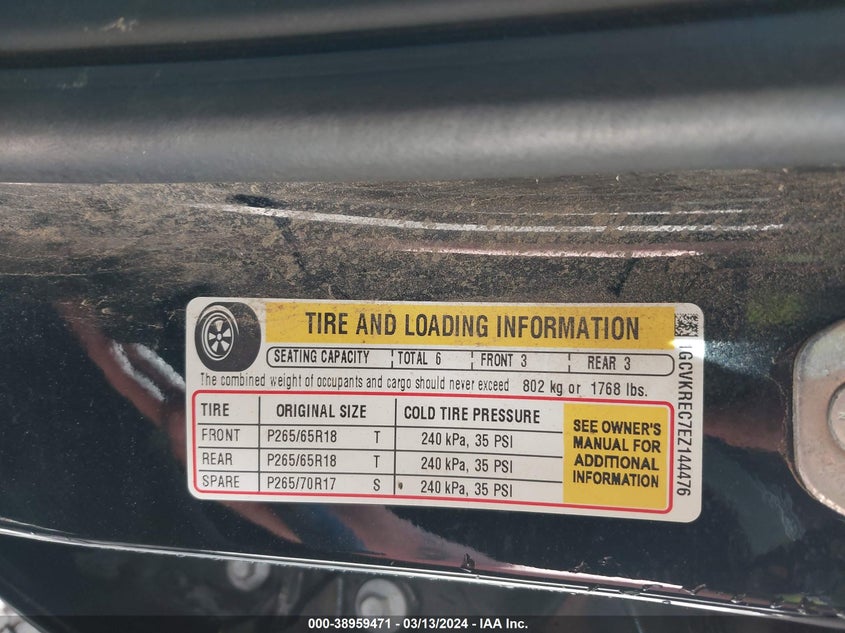 TIRE AND LOADING INFORMATION
SEATING CAPACITY TOTAL 6 FRONT 3 REAR 3
The combined weight of occupants and cargo should never exceed 802 kg or 1768 lbs.
TIRE ORIGINAL SIZE COLD TIRE PRESSURE
FRONT P265/65R18 T 240 kPa, 35 PSI
REAR P265/65R18 T 240 kPa, 35 PSI
SPARE P265/70R17 S 240 kPa, 35 PSI
SEE OWNER'S
MANUAL FOR
ADDITIONAL
INFORMATION
1GCVKREC7EZ144476
000-38959471 — 03/13/2024 — IAA Inc.